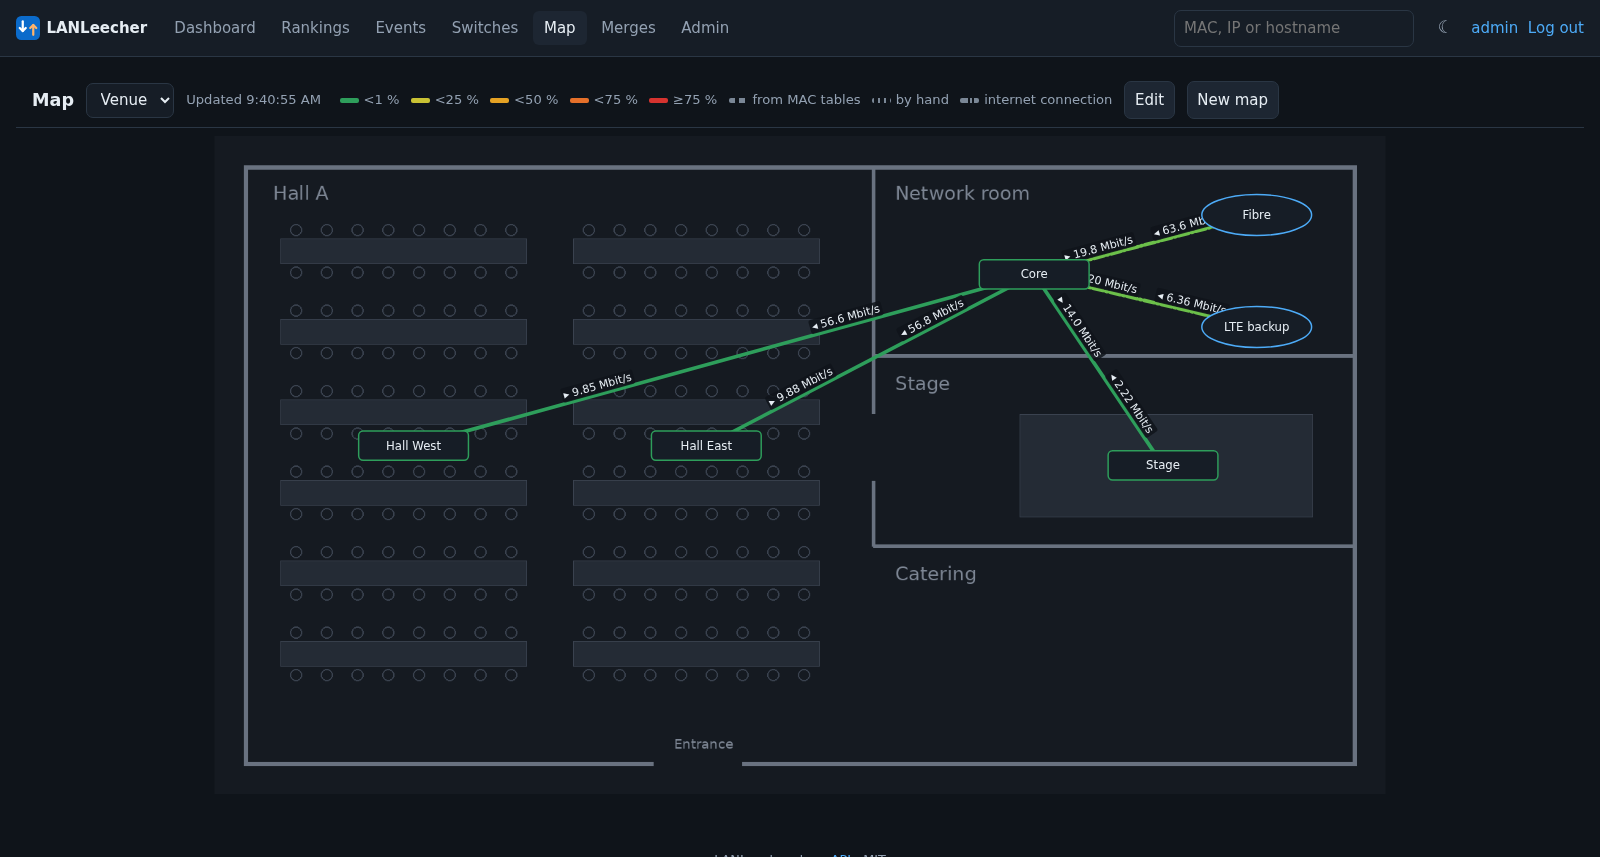 LANLeecher Dashboard Rankings Events Switches Map Merges Admin MAC, IP or hostname admin Log out
Map Venue Updated 9:40:55 AM <1 % <25 % <50 % <75 % ≥75 % from MAC tables by hand internet connection Edit New map
Hall A
Network room
Fibre
◂ 63.6
▸ 19.8 Mbit/s
Core
20 Mbit/s
◂ 6.36 Mbit/s
LTE backup
◂ 56.6 Mbit/s
◂ 56.8 Mbit/s
14.0 Mbit/s
▸ 9.85 Mbit/s
▸ 9.88 Mbit/s
2.22 Mbit/s
Stage
Hall West
Hall East
Stage
Catering
Entrance